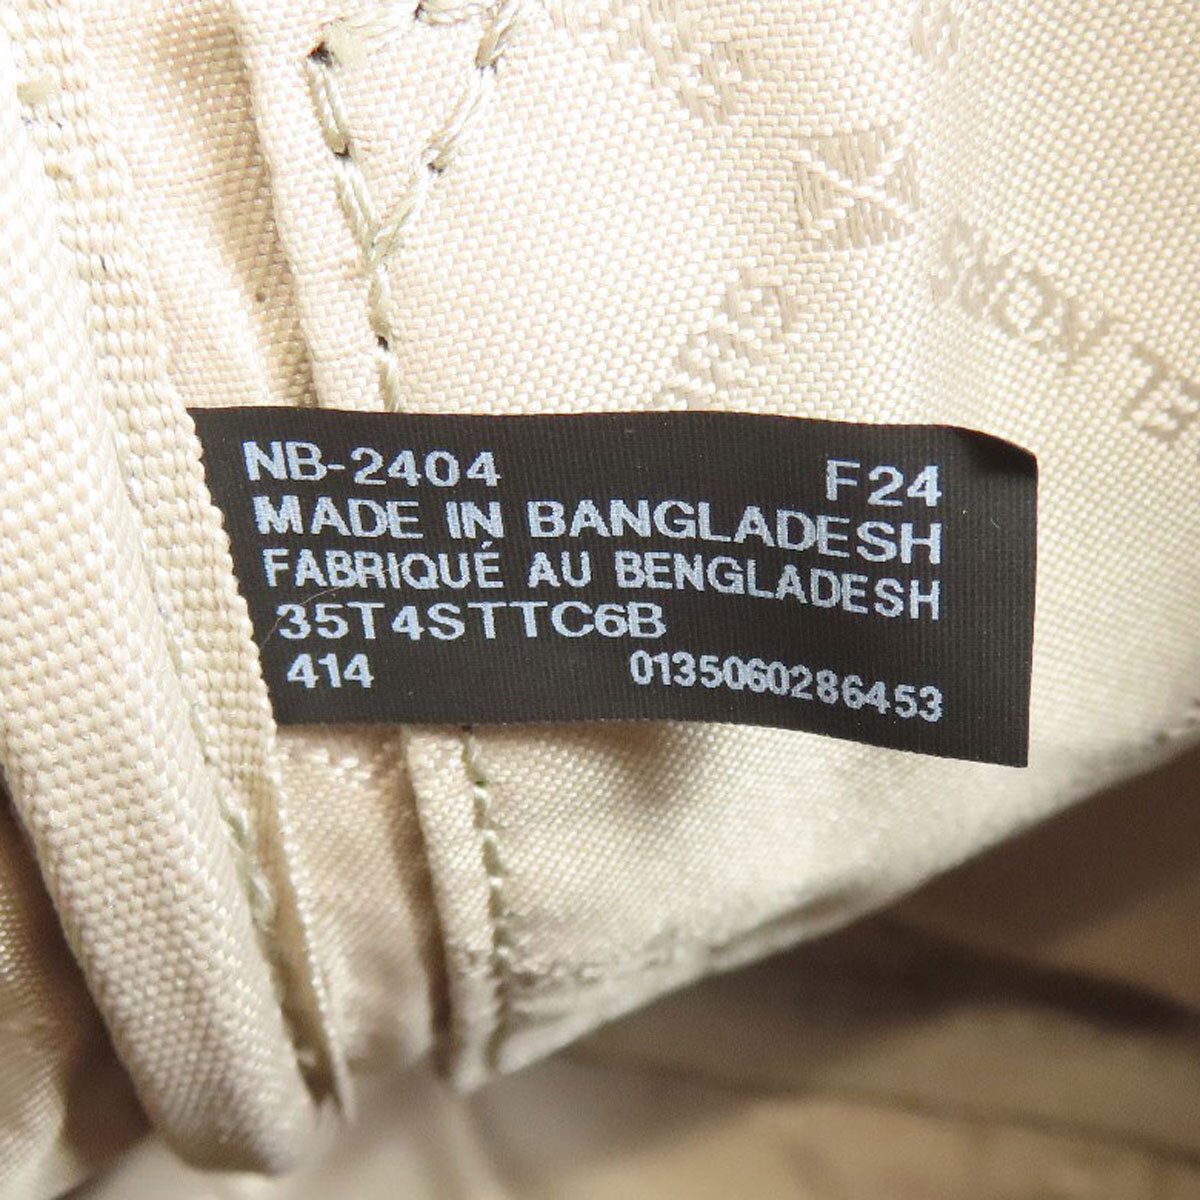 NB-2404 F24
MADE IN BANGLADESH
FABRIQUÉ AU BENGLADESH
35T4STTC6B
414 0135060286453